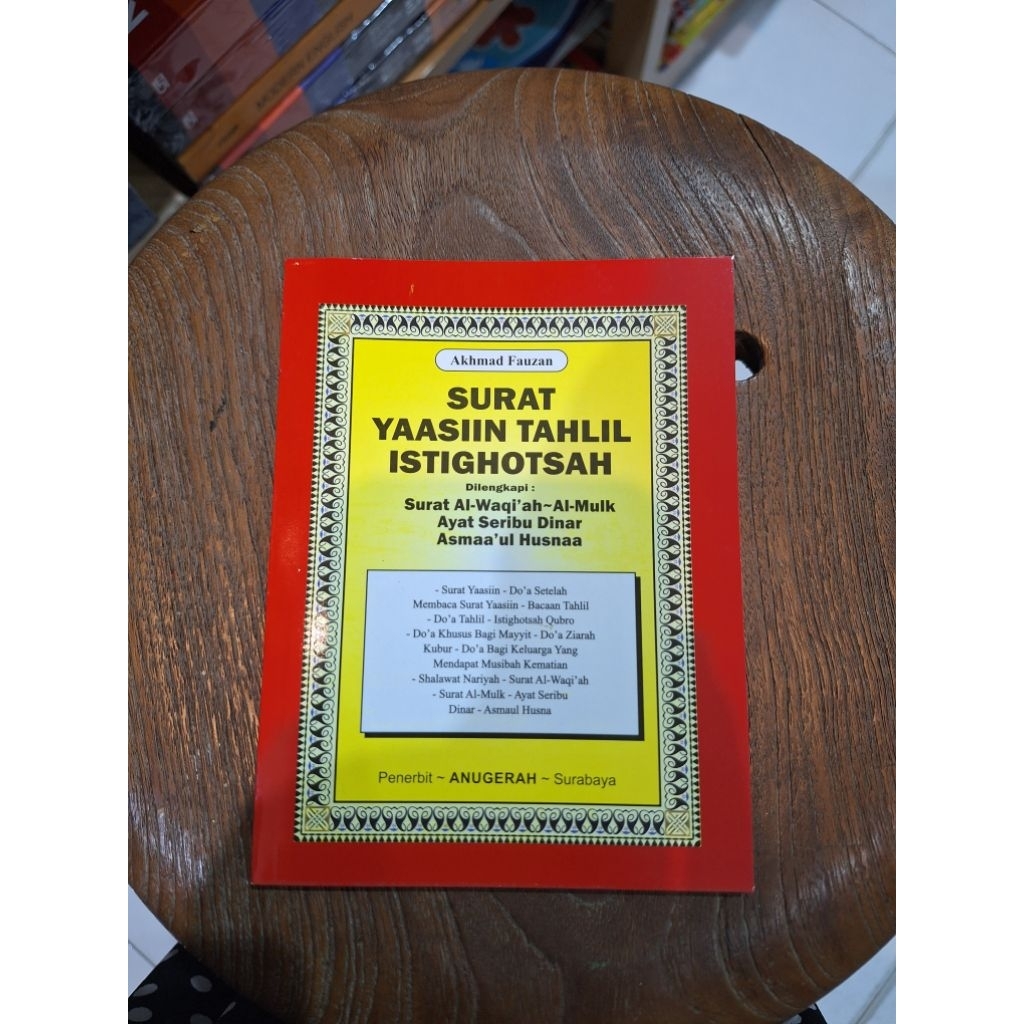 MODERN ENGLISH
Akhmad Fauzan
SURAT
YAASIIN TAHLIL
ISTIGHOTSAH
Dilengkapi :
Surat Al-Waqi'ah~Al-Mulk
Ayat Seribu Dinar
Asmaa'ul Husnaa
- Surat Yaasiin - Do'a Setelah
Membaca Surat Yaasiin - Bacaan Tahlil
- Do'a Tahlil - Istighotsah Qubro
- Do'a Khusus Bagi Mayyit - Do'a Ziarah
Kubur - Do'a Bagi Keluarga Yang
Mendapat Musibah Kematian
- Shalawat Nariyah - Surat Al-Waqi'ah
- Surat Al-Mulk - Ayat Seribu
Dinar - Asmaul Husna
Penerbit ~ ANUGERAH ~ Surabaya